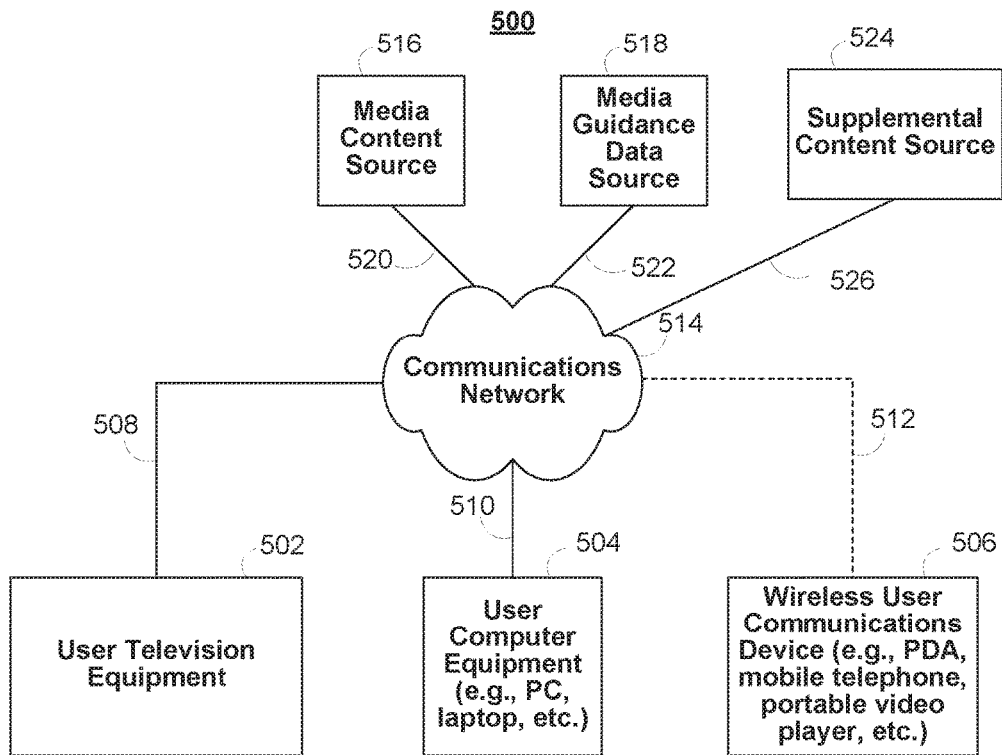 500
516
Media
Content
Source
518
Media
Guidance
Data
Source
524
Supplemental
Content Source
520
522
526
514
Communications
Network
508
510
512
502
User Television
Equipment
504
User
Computer
Equipment
(e.g., PC,
laptop, etc.)
506
Wireless User
Communications
Device (e.g., PDA,
mobile telephone,
portable video
player, etc.)